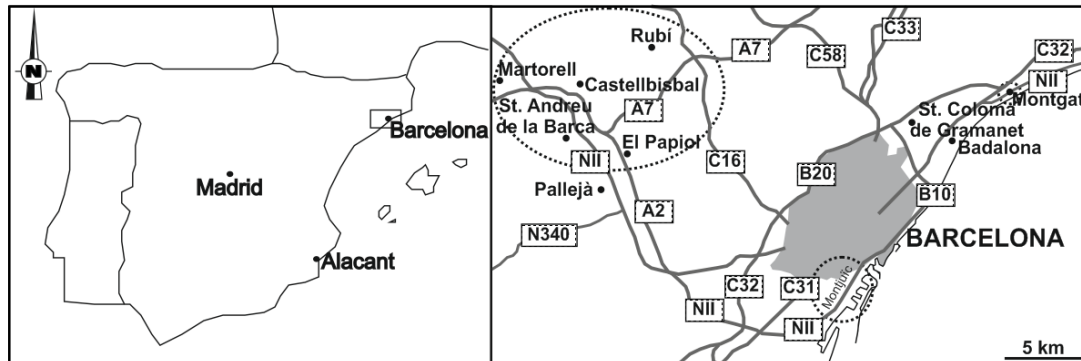 N
Barcelona
Madrid
Alacant
C33
Rubí
A7
C58
C32
Martorell
NII
Castellbisbal
Montgat
St. Andreu
de la Barca
A7
St. Coloma
de Gramanet
El Papiol
Badalona
NII
C16
B20
Pallejà
B10
A2
N340
BARCELONA
Montjuïc
C32
C31
NII
NII
5 km